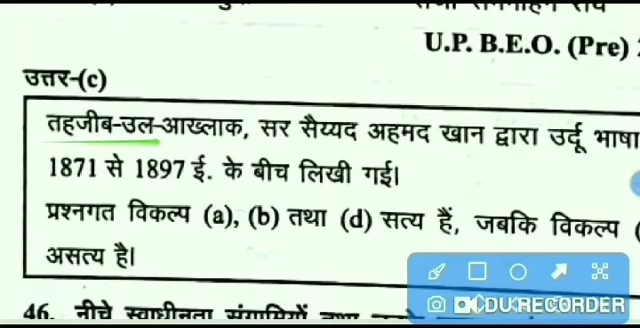 U.P. B.E.O. (Pre)
उत्तर-(c)
तहजीब-उल-आख्लाक, सर सैय्यद अहमद खान द्वारा उर्दू भाषा
1871 से 1897 ई. के बीच लिखी गई।
प्रश्नगत विकल्प (a), (b) तथा (d) सत्य हैं, जबकि विकल्प (
असत्य है।
46. नीचे स्वाधीनता संग्रामियों
DU RECORDER